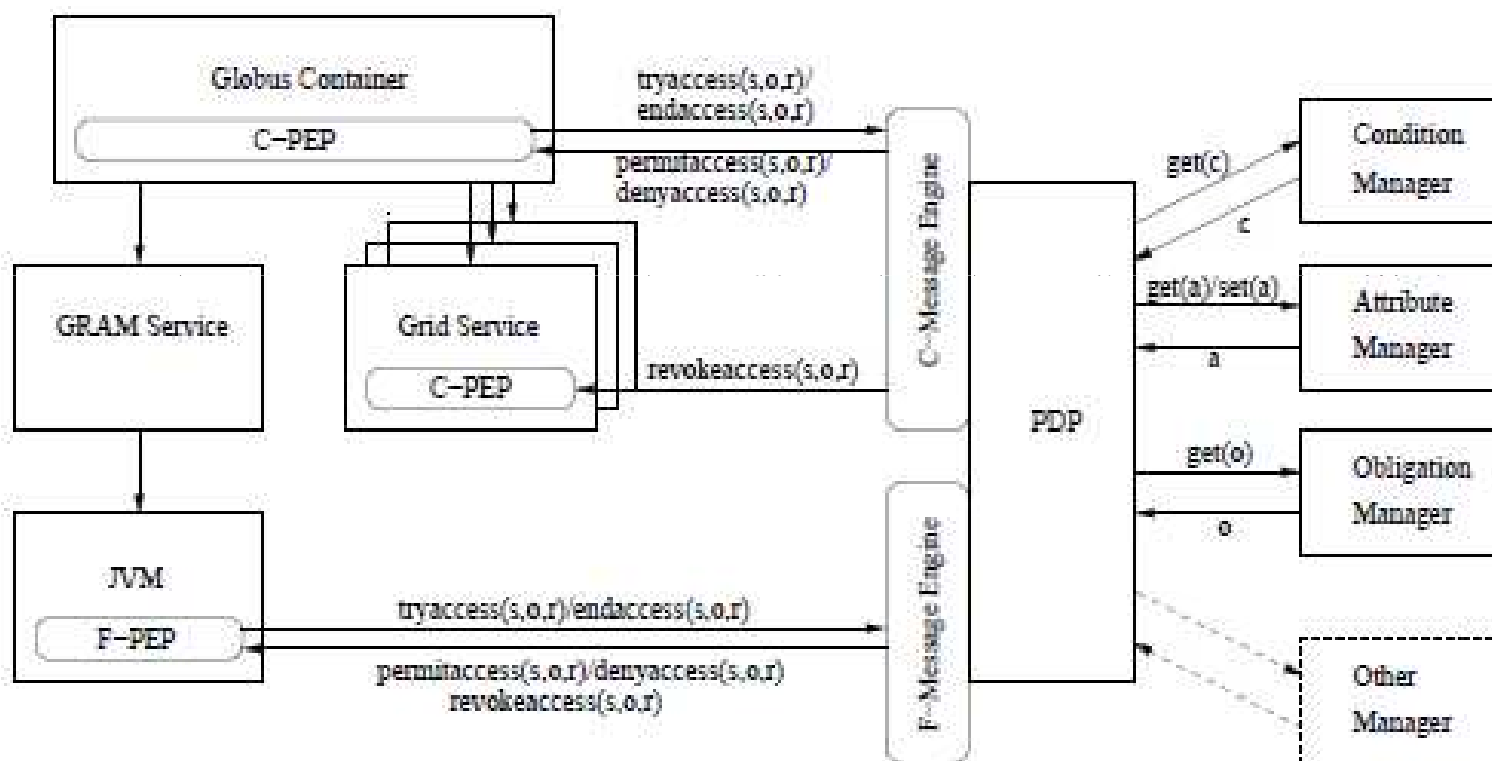 Globus Container
C-PEP
tryaccess(s,o,r)/
endaccess(s,o,r)
permitaccess(s,o,r)/
denyaccess(s,o,r)
GRAM Service
Grid Service
C-PEP
revokeaccess(s,o,r)
JVM
F-PEP
tryaccess(s,o,r)/endaccess(s,o,r)
permitaccess(s,o,r)/denyaccess(s,o,r)
revokeaccess(s,o,r)
C-Message Engine
F-Message Engine
PDP
get(c)
c
get(a)/set(a)
a
get(o)
o
Condition
Manager
Attribute
Manager
Obligation
Manager
Other
Manager